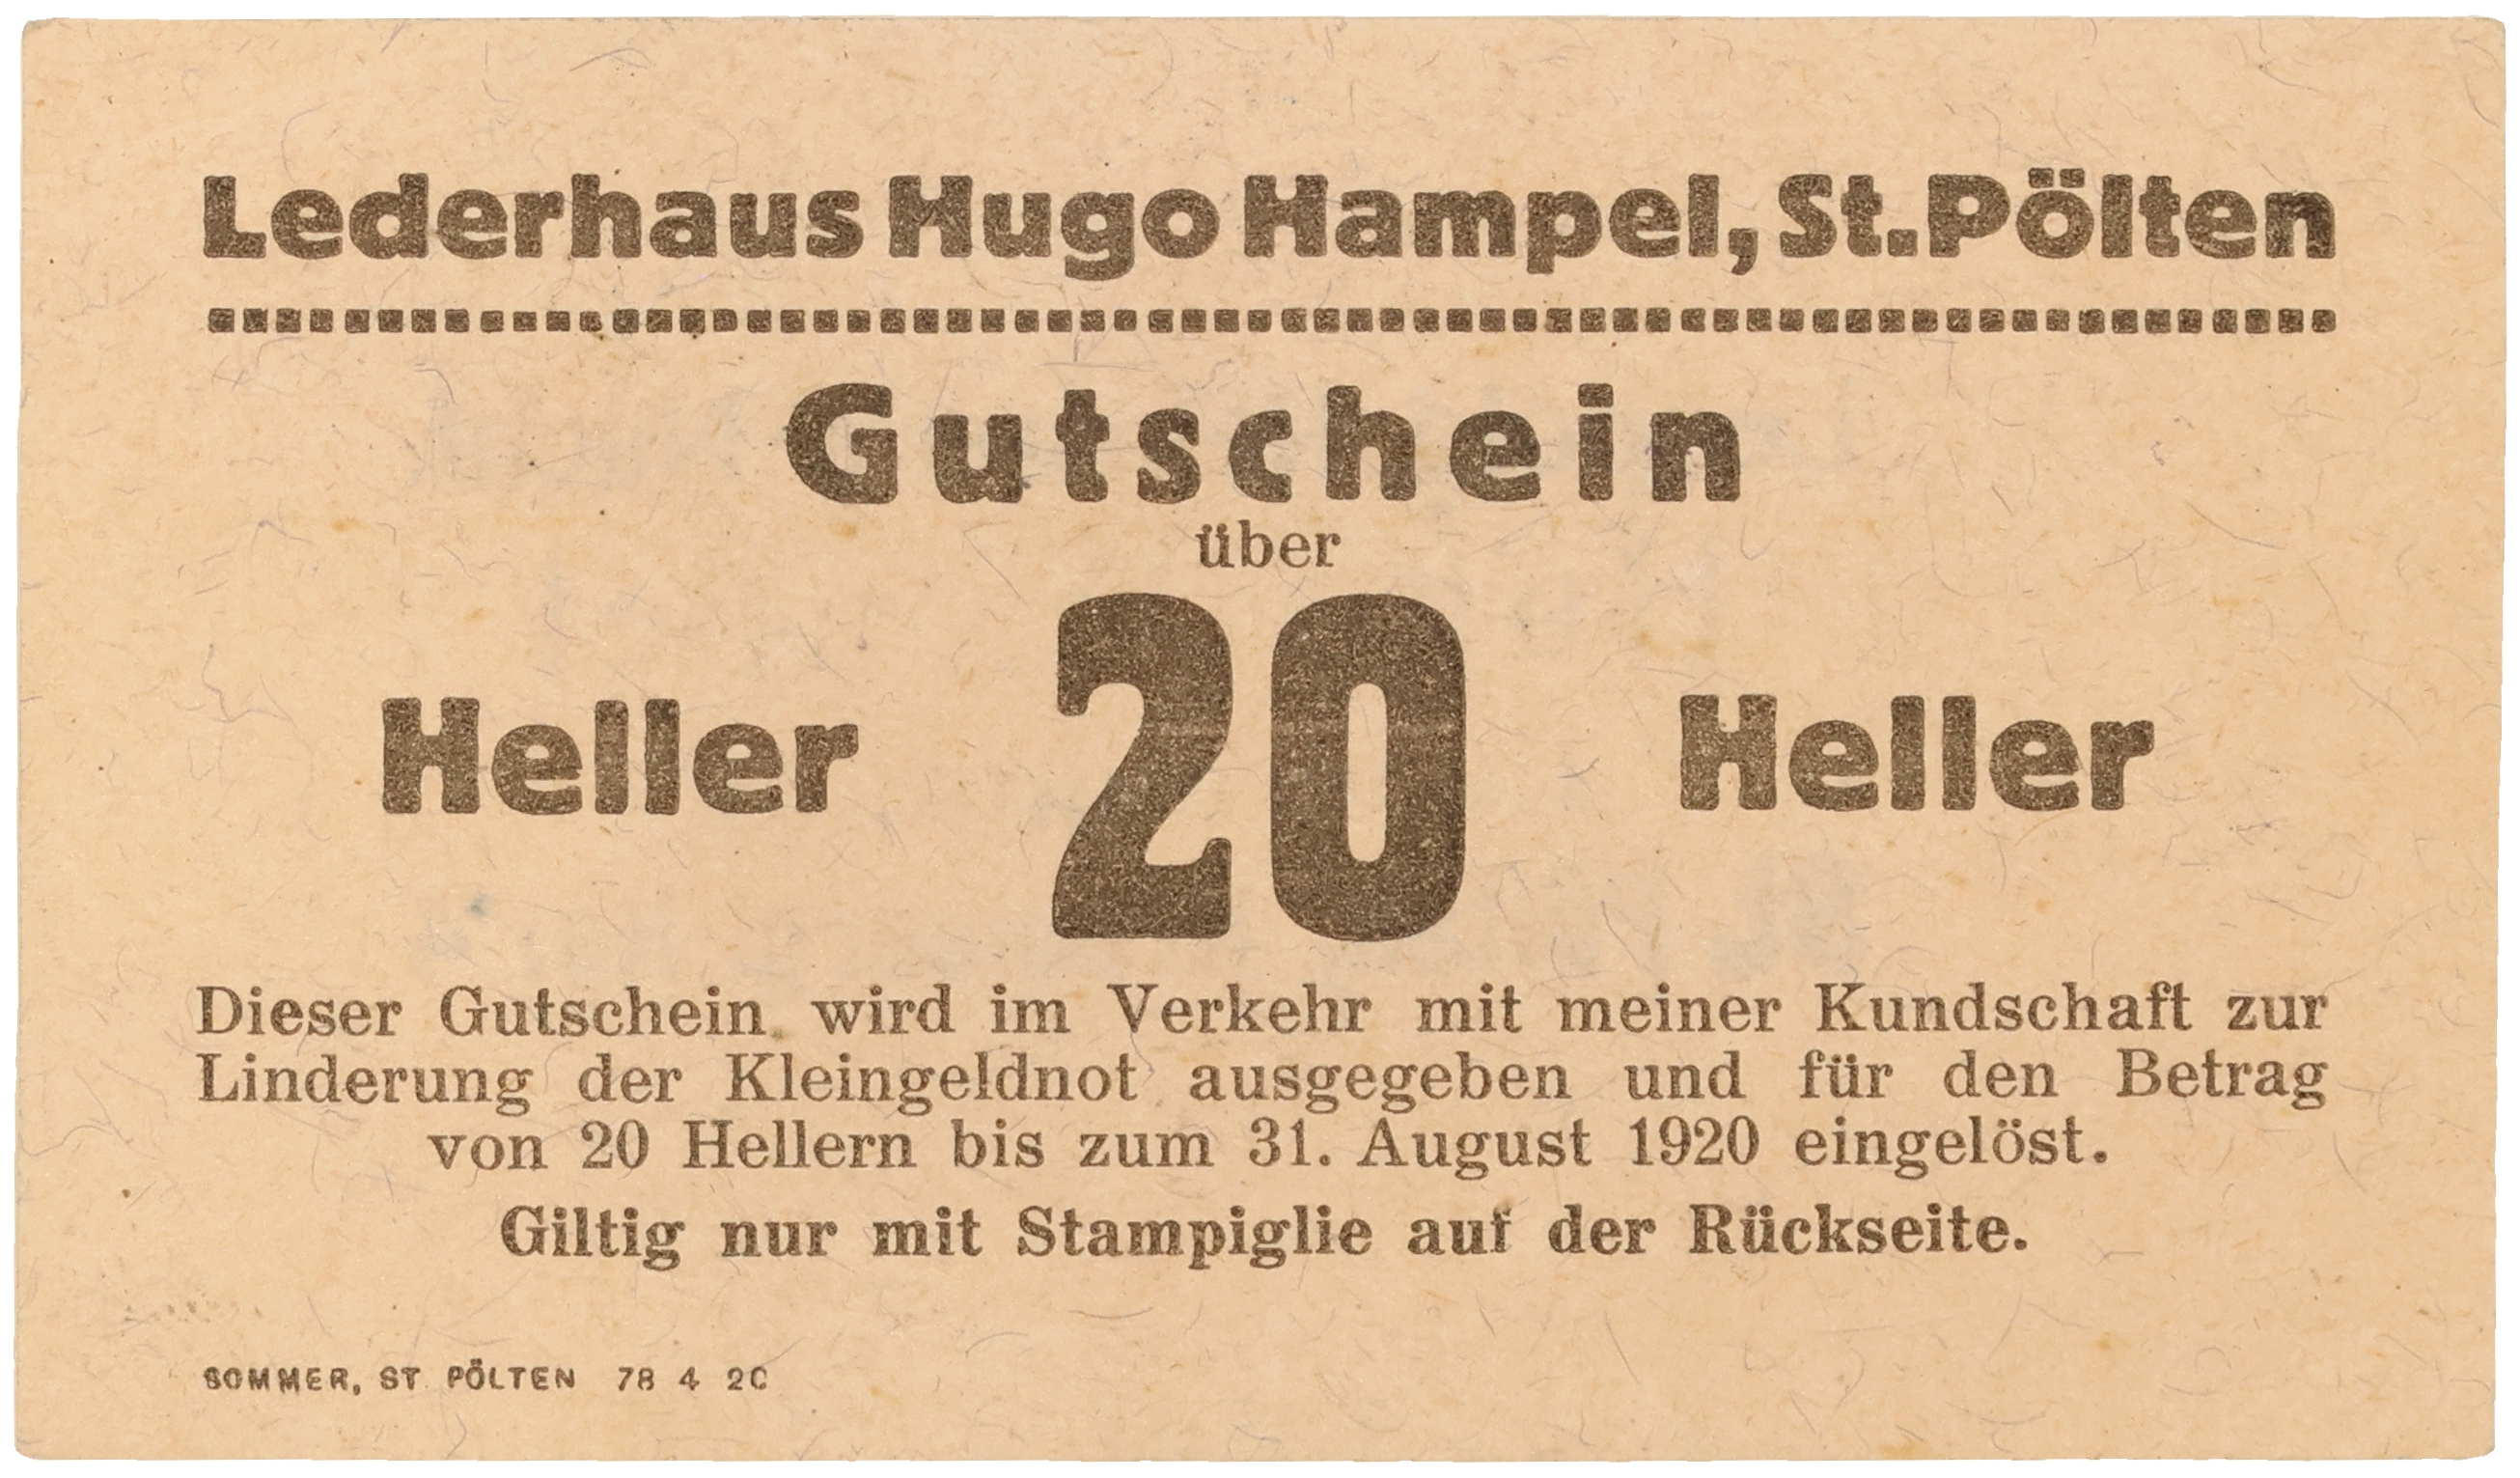 Lederhaus Hugo Hampel, St. Pölten
Gutschein
über
Heller 20 Heller
Dieser Gutschein wird im Verkehr mit meiner Kundschaft zur
Linderung der Kleingeldnot ausgegeben und für den Betrag
von 20 Hellern bis zum 31. August 1920 eingelöst.
Giltig nur mit Stampiglie auf der Rückseite.
SOMMER, ST PÖLTEN 78 4 20